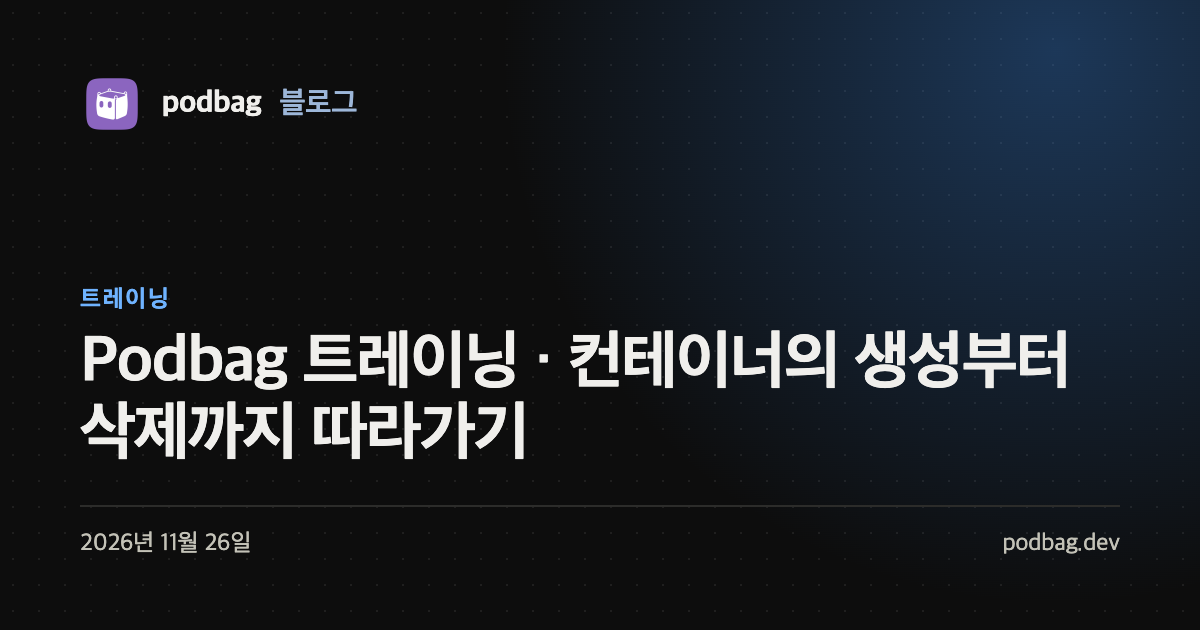 podbag 블로그
트레이닝
Podbag 트레이닝 · 컨테이너의 생성부터
삭제까지 따라가기
2026년 11월 26일
podbag.dev